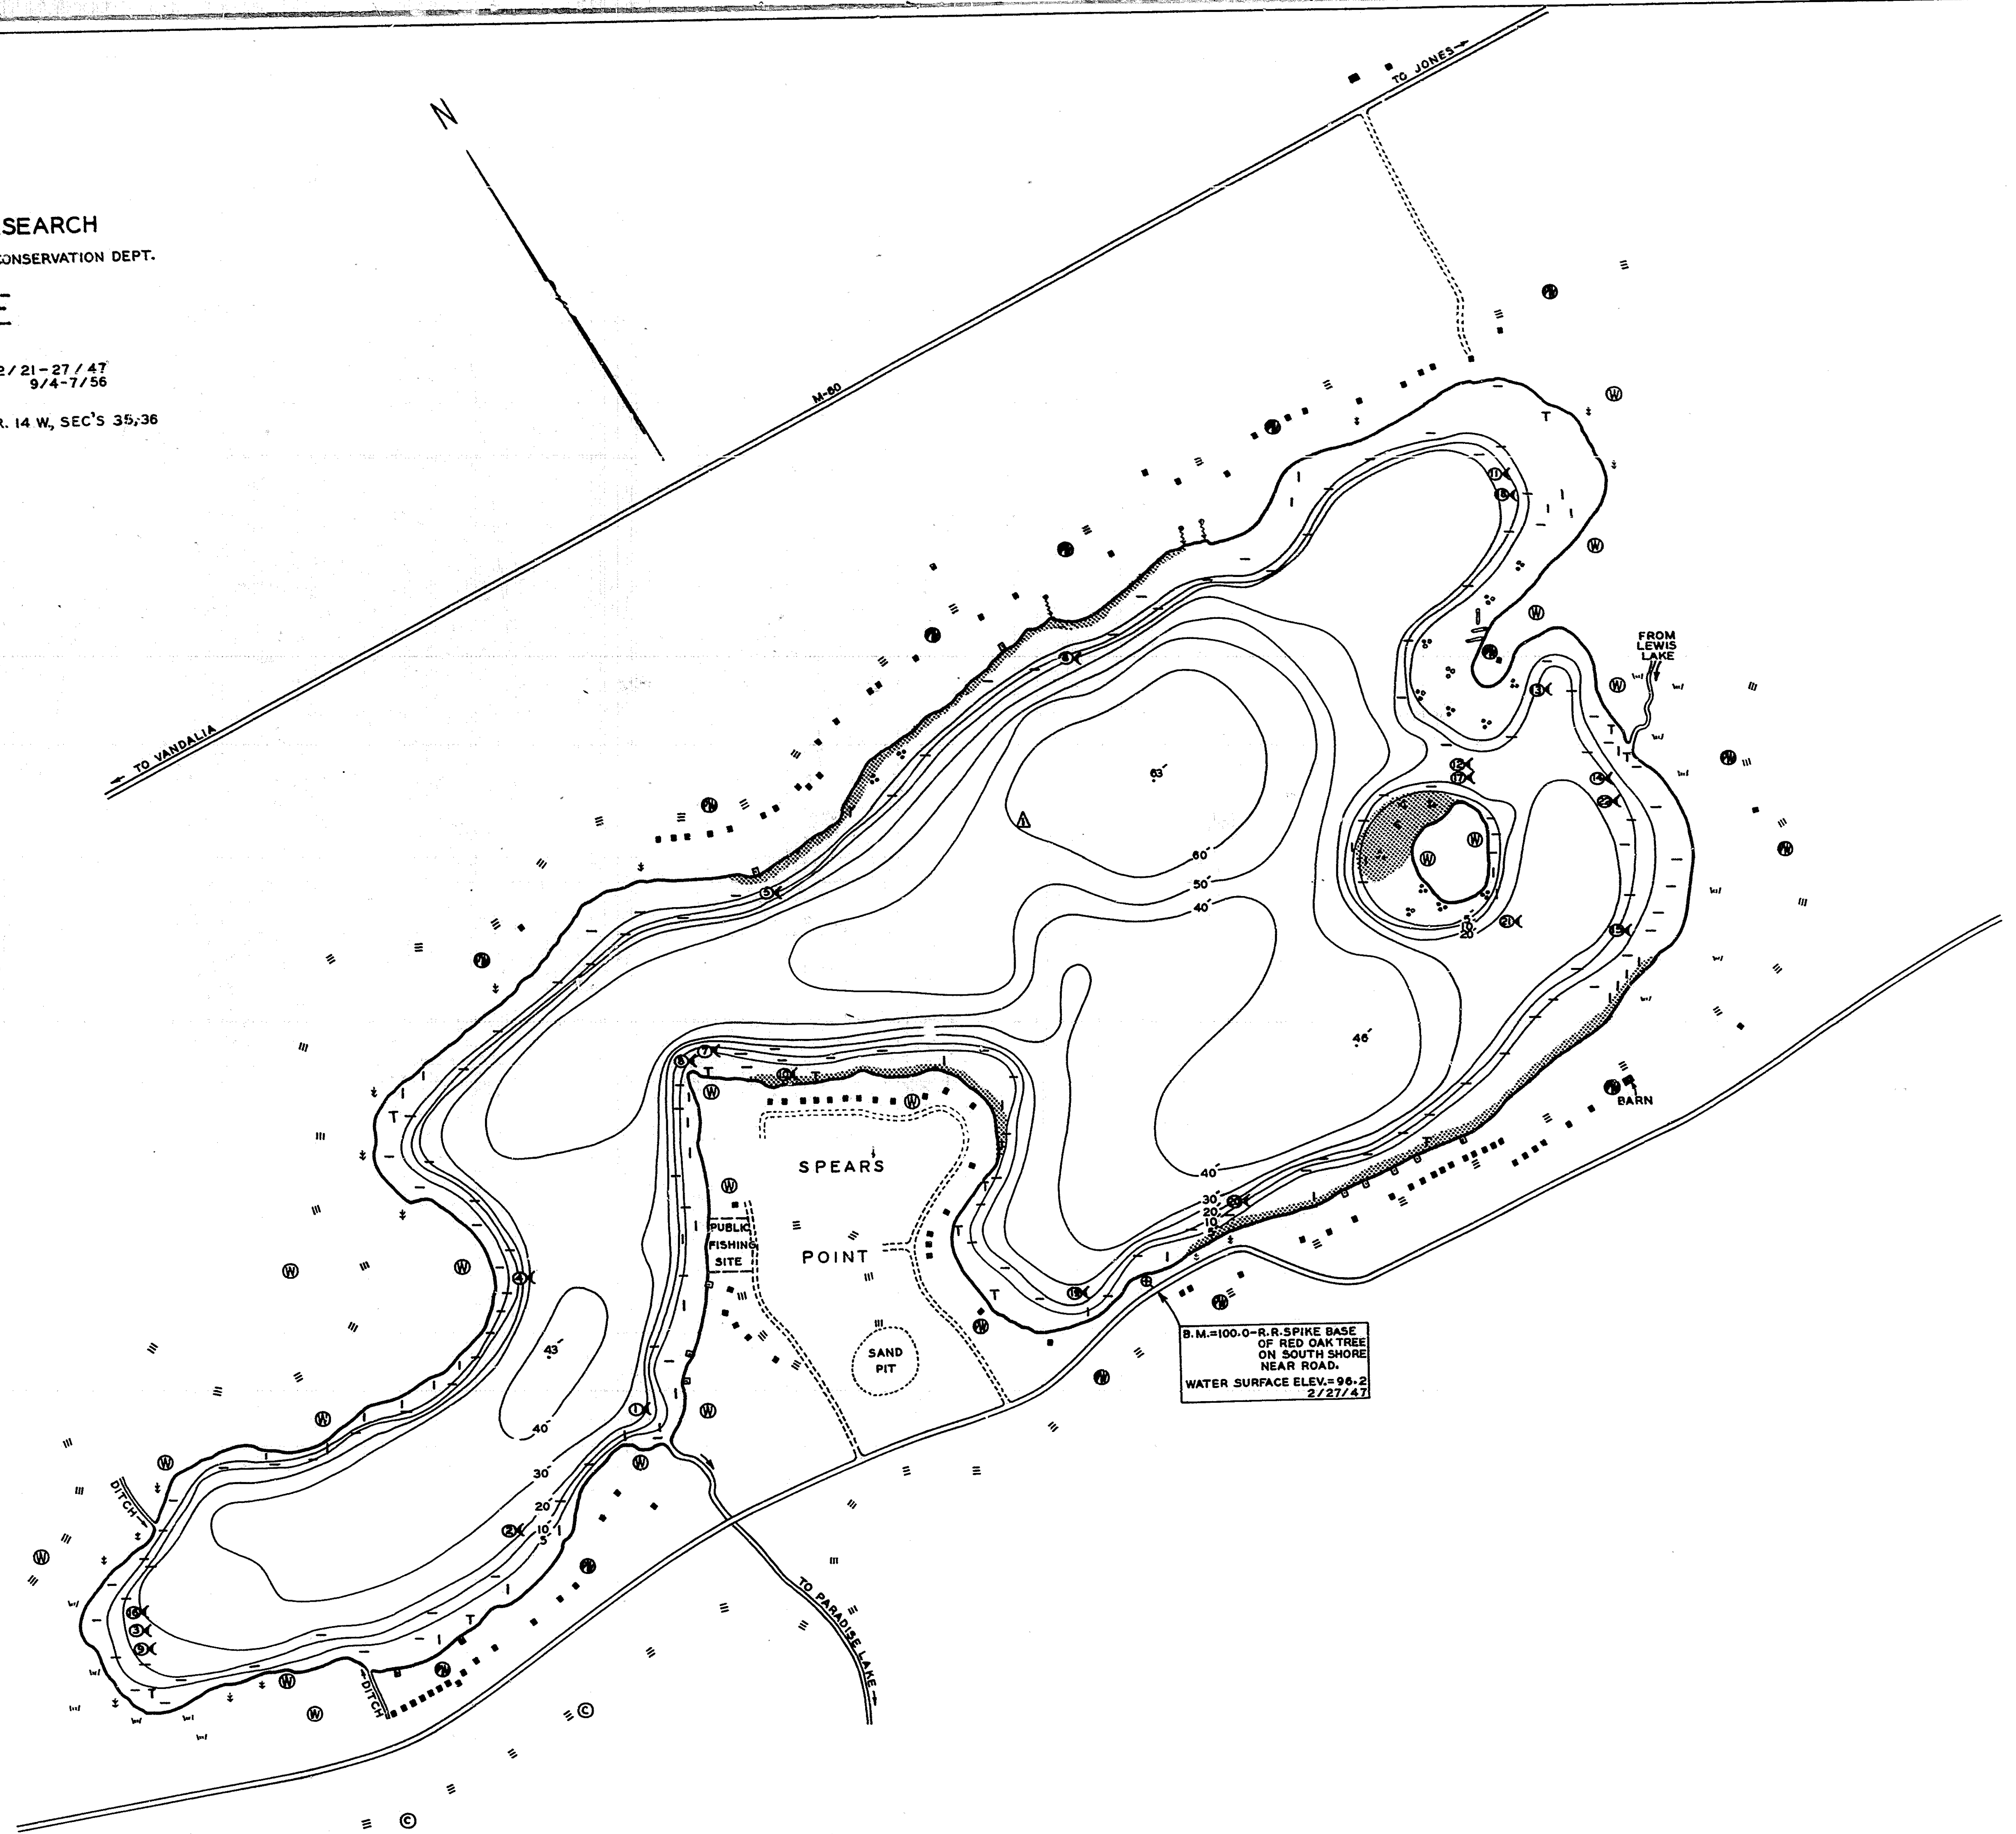 TO JONES
N
SEARCH
CONSERVATION DEPT.
E
2/21-27/47
9/4-7/56
R. 14 W., SEC'S 35,36
M-60
TO VANDALIA
FROM
LEWIS
LAKE
63'
60'
50'
40'
5'
10'
20'
46'
BARN
SPEARS
POINT
PUBLIC
FISHING
SITE
SAND
PIT
40'
30'
20'
10'
5'
B.M.=100.0-R.R.SPIKE BASE
OF RED OAK TREE
ON SOUTH SHORE
NEAR ROAD.
WATER SURFACE ELEV.=96.2
2/27/47
43'
40'
30'
20'
10'
5'
DITCH
DITCH
TO PARADISE LAKE